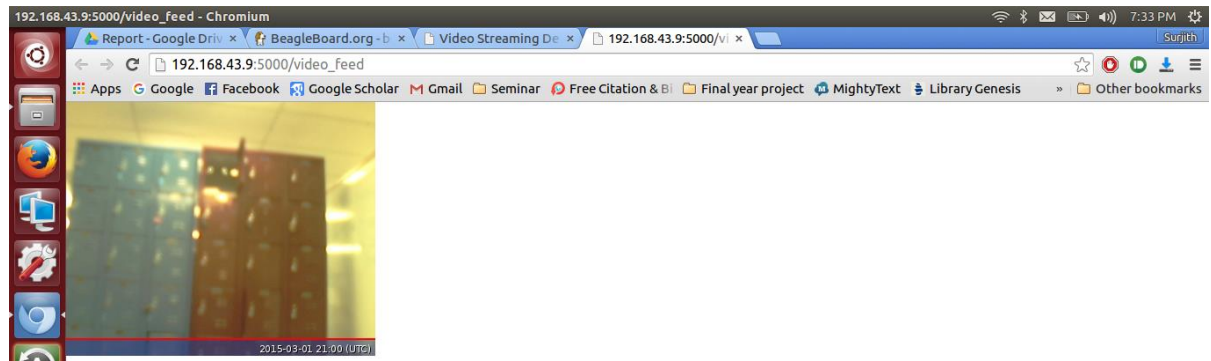 192.168.43.9:5000/video_feed - Chromium
7:33 PM
Report - Google Driv
BeagleBoard.org - b
Video Streaming De
192.168.43.9:5000/vi
Surjith
192.168.43.9:5000/video_feed
Apps Google Facebook Google Scholar Gmail Seminar Free Citation & Bi Final year project MightyText Library Genesis » Other bookmarks
2015-03-01 21:00 (UTC)